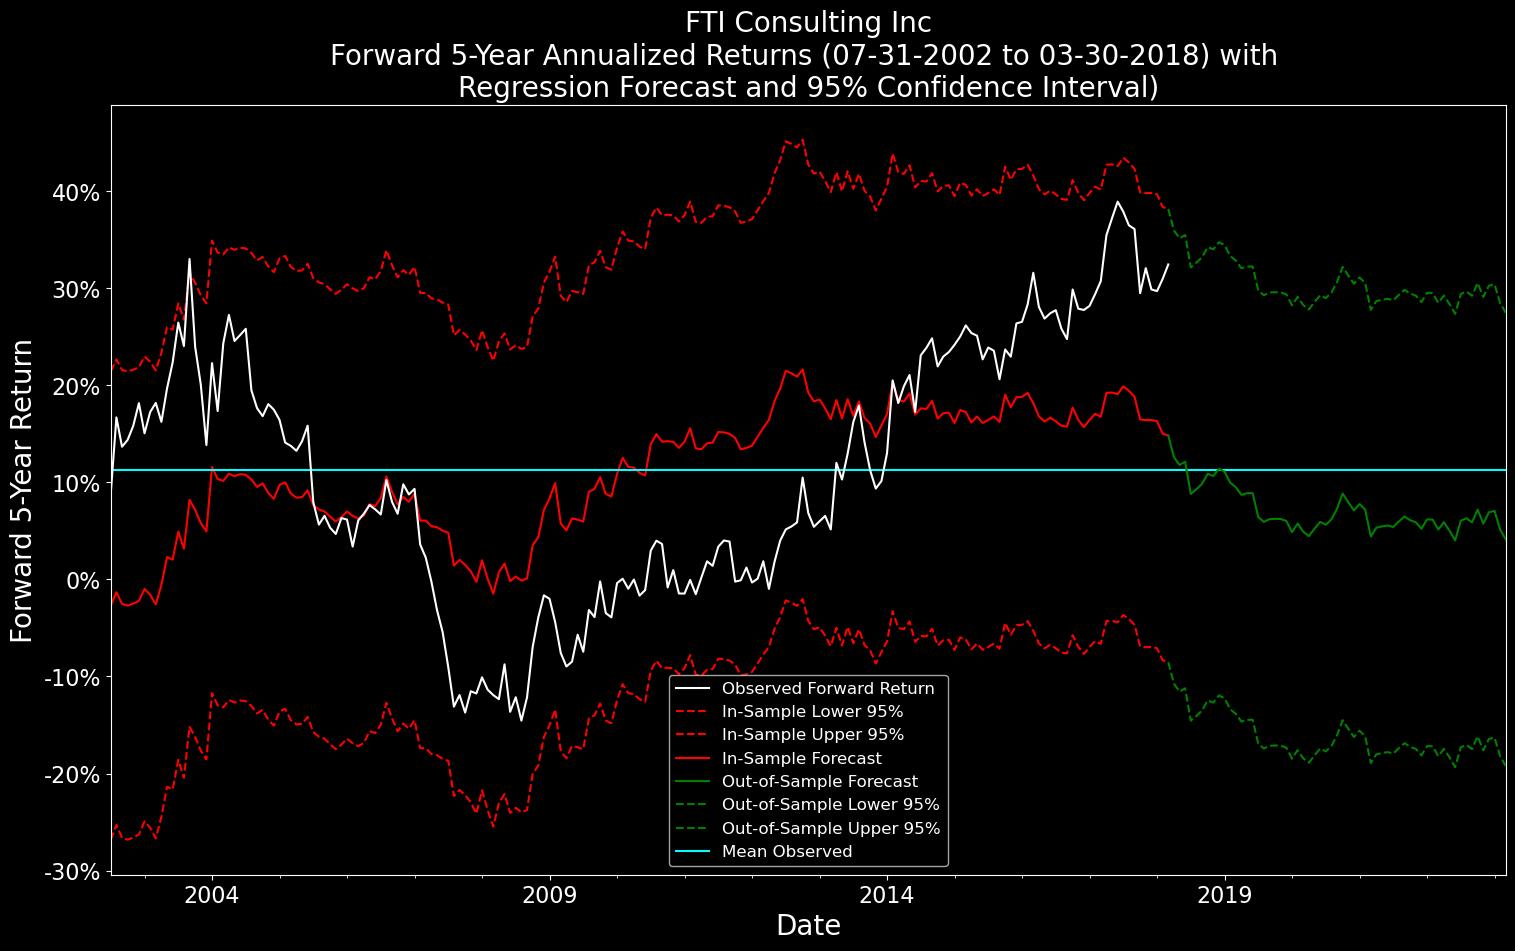 FTI Consulting Inc
Forward 5-Year Annualized Returns (07-31-2002 to 03-30-2018) with
Regression Forecast and 95% Confidence Interval)
Forward 5-Year Return
40%
30%
20%
10%
0%
-10%
-20%
-30%
Observed Forward Return
In-Sample Lower 95%
In-Sample Upper 95%
In-Sample Forecast
Out-of-Sample Forecast
Out-of-Sample Lower 95%
Out-of-Sample Upper 95%
Mean Observed
2004
2009
2014
2019
Date